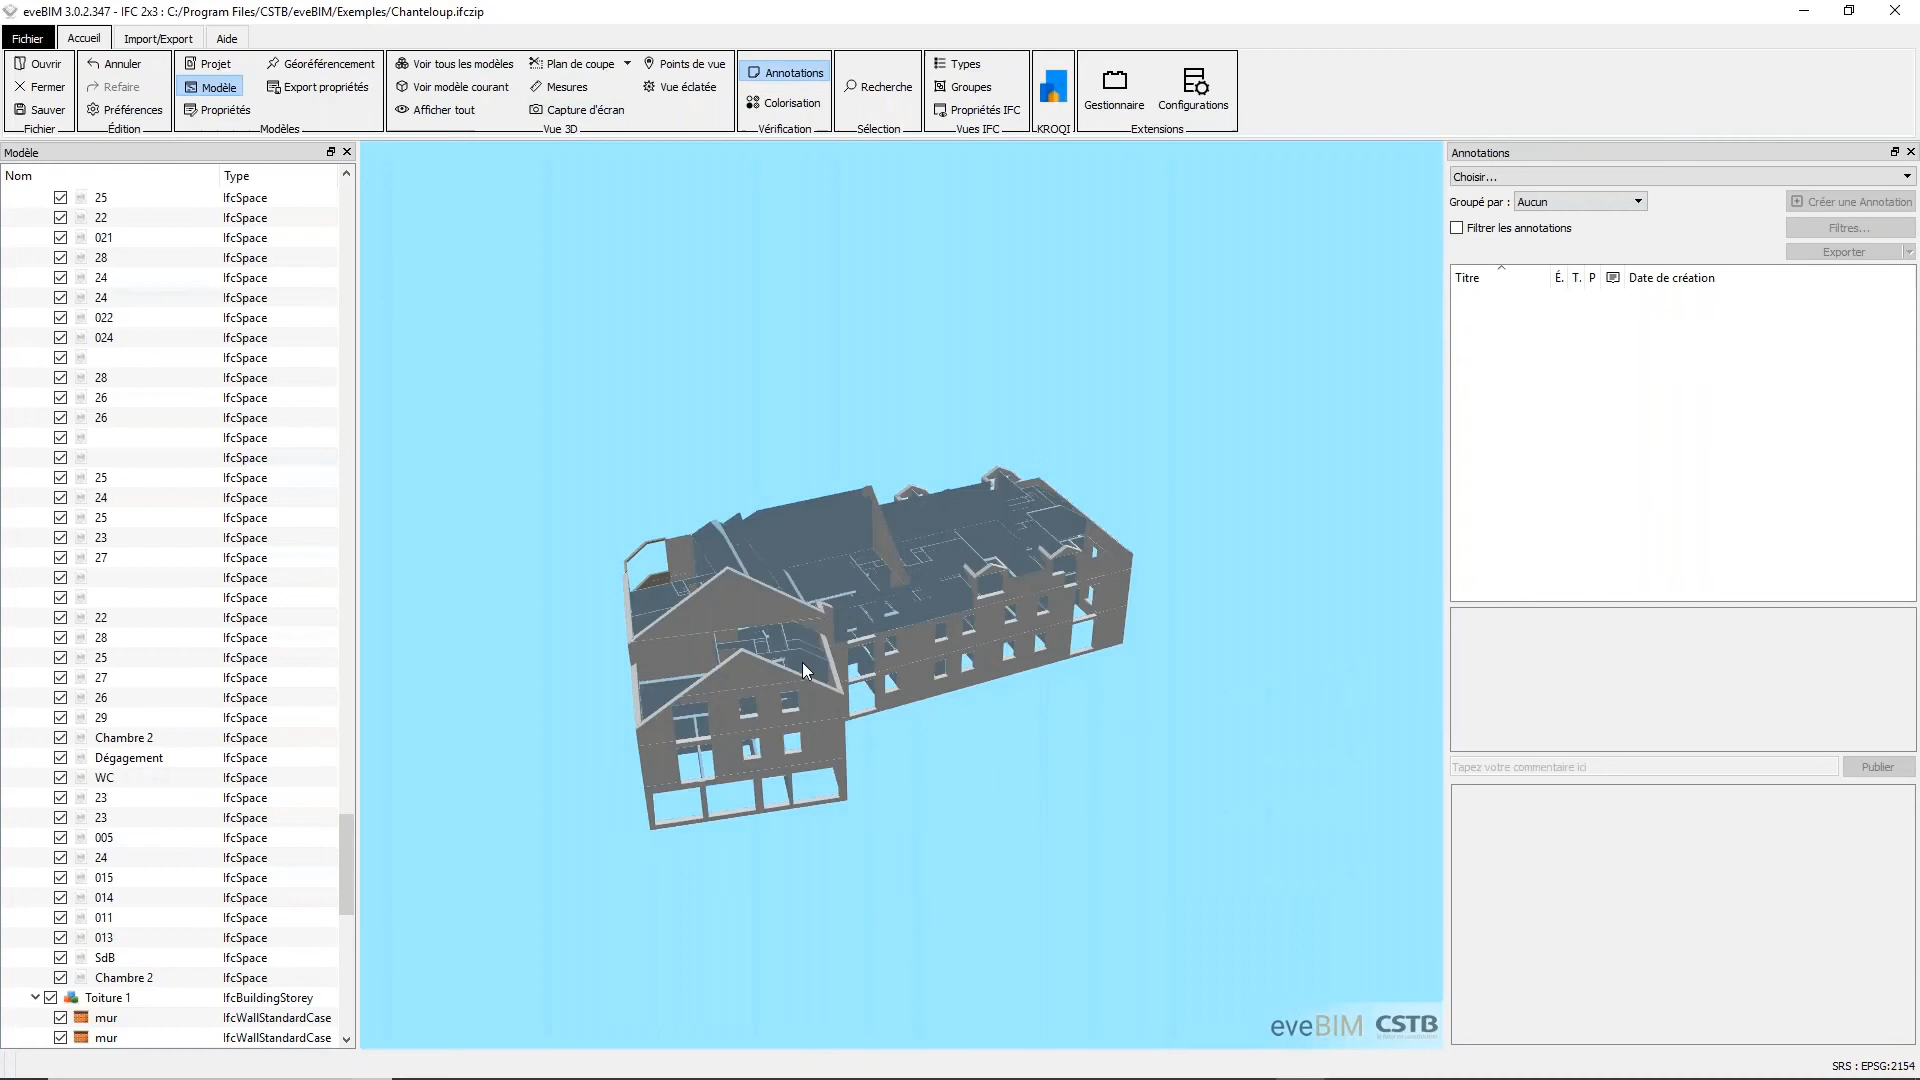 eveBIM 3.0.2.347 - IFC 2x3 : C:/Program Files/CSTB/eveBIM/Exemples/Chanteloup.ifczip
Fichier Accueil Import/Export Aide
Ouvrir
Fermer
Sauver
Fichier
Annuler
Refaire
Préférences
Édition
Projet
Modèle
Propriétés
Géoréférencement
Export propriétés
Modèles
Voir tous les modèles
Voir modèle courant
Afficher tout
Plan de coupe
Mesures
Capture d'écran
Points de vue
Vue éclatée
Vue 3D
Annotations
Colorisation
Vérification
Recherche
Sélection
Types
Groupes
Propriétés IFC
Vues IFC
KROQI
Gestionnaire
Configurations
Extensions
Modèle
Nom Type
25 IfcSpace
22 IfcSpace
021 IfcSpace
28 IfcSpace
24 IfcSpace
24 IfcSpace
022 IfcSpace
024 IfcSpace
IfcSpace
28 IfcSpace
26 IfcSpace
26 IfcSpace
IfcSpace
IfcSpace
25 IfcSpace
24 IfcSpace
25 IfcSpace
23 IfcSpace
27 IfcSpace
IfcSpace
IfcSpace
22 IfcSpace
28 IfcSpace
25 IfcSpace
27 IfcSpace
26 IfcSpace
29 IfcSpace
Chambre 2 IfcSpace
Dégagement IfcSpace
WC IfcSpace
23 IfcSpace
23 IfcSpace
005 IfcSpace
24 IfcSpace
015 IfcSpace
014 IfcSpace
011 IfcSpace
013 IfcSpace
SdB IfcSpace
Chambre 2 IfcSpace
Toiture 1 IfcBuildingStorey
mur IfcWallStandardCase
mur IfcWallStandardCase
eveBIM CSTB
Annotations
Choisir...
Groupé par : Aucun
Créer une Annotation
Filtrer les annotations
Filtres...
Exporter
Titre É. T. P Date de création
Tapez votre commentaire ici
Publier
SRS : EPSG:2154